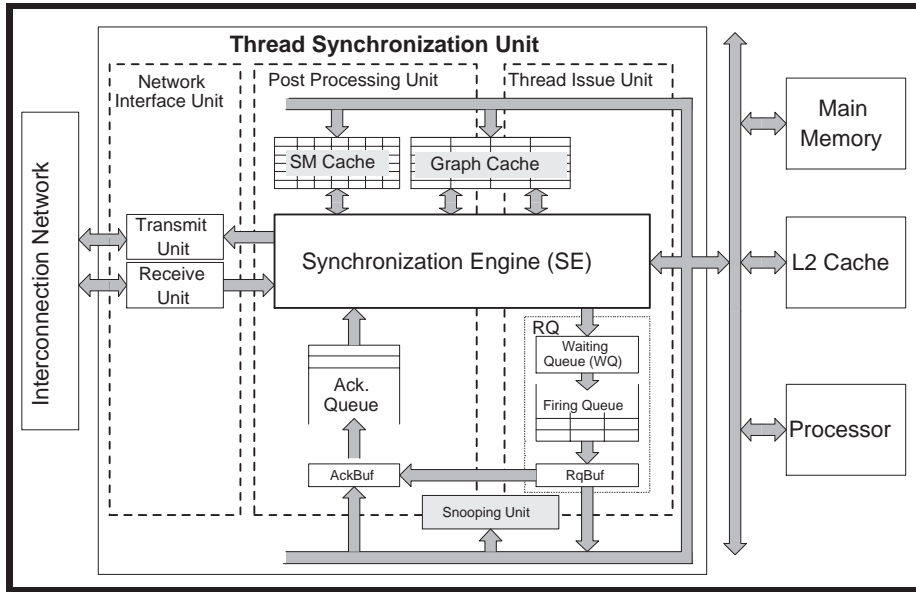 Thread Synchronization Unit
Network
Interface Unit
Post Processing Unit
Thread Issue Unit
SM Cache
Graph Cache
Interconnection Network
Transmit
Unit
Receive
Unit
Synchronization Engine (SE)
RQ
Waiting
Queue (WQ)
Firing Queue
Ack.
Queue
AckBuf
RqBuf
Snooping Unit
Main
Memory
L2 Cache
Processor